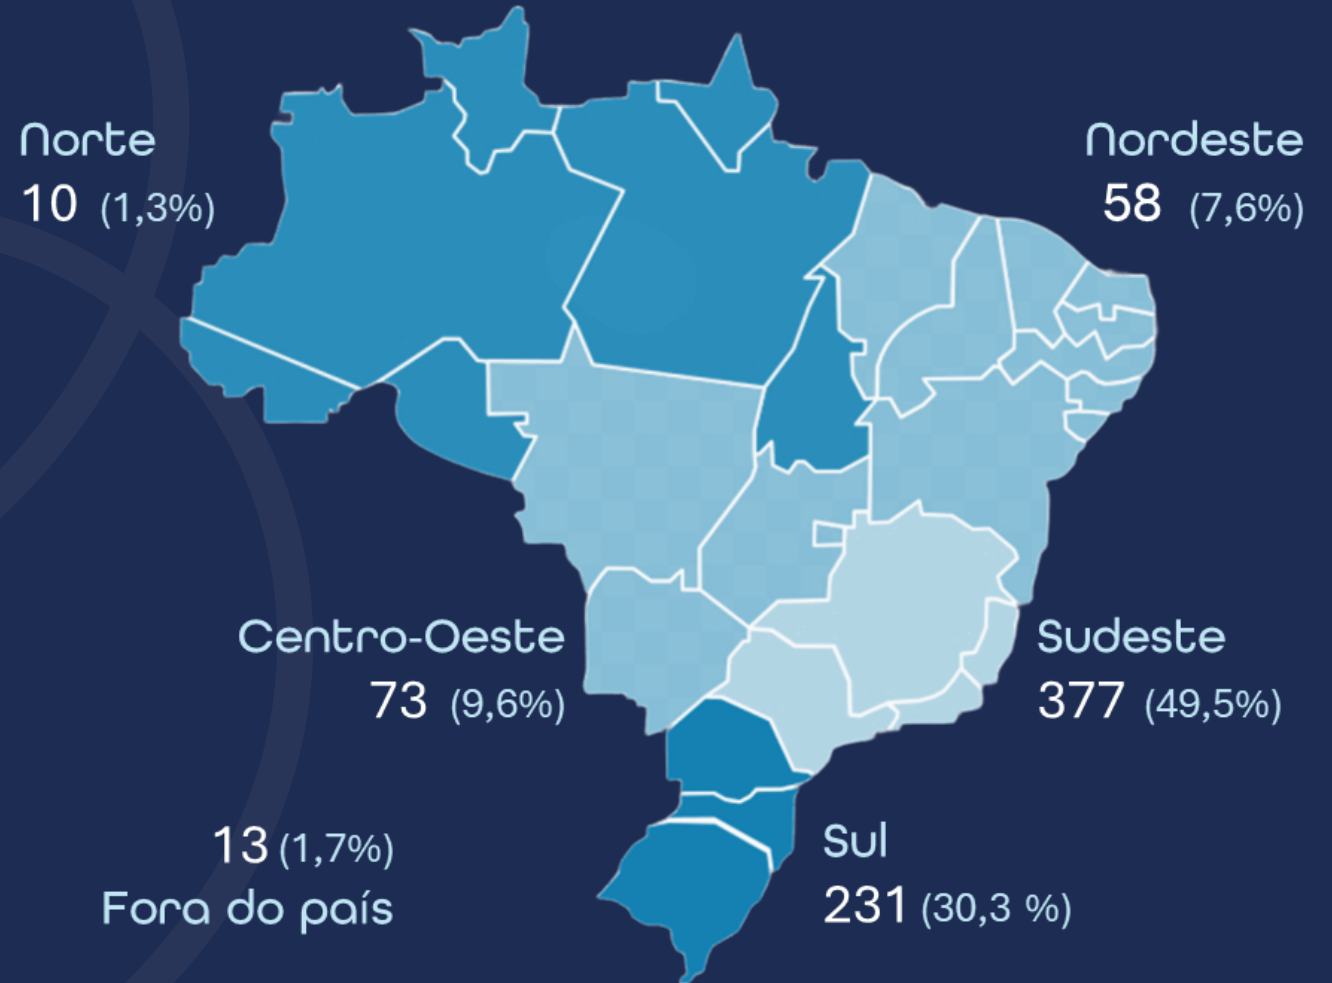 Norte
10 (1,3%)
Nordeste
58 (7,6%)
Centro-Oeste
73 (9,6%)
Sudeste
377 (49,5%)
13 (1,7%)
Fora do país
Sul
231 (30,3 %)